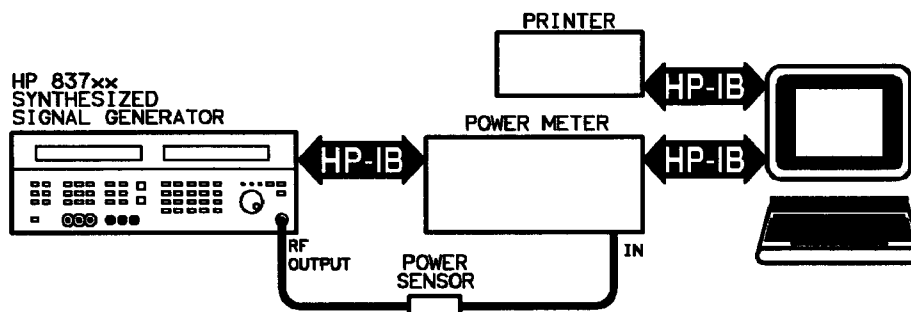 PRINTER
HP-IB
HP 837xx
SYNTHESIZED
SIGNAL GENERATOR
POWER METER
HP-IB
HP-IB
RF
OUTPUT
POWER
SENSOR
IN